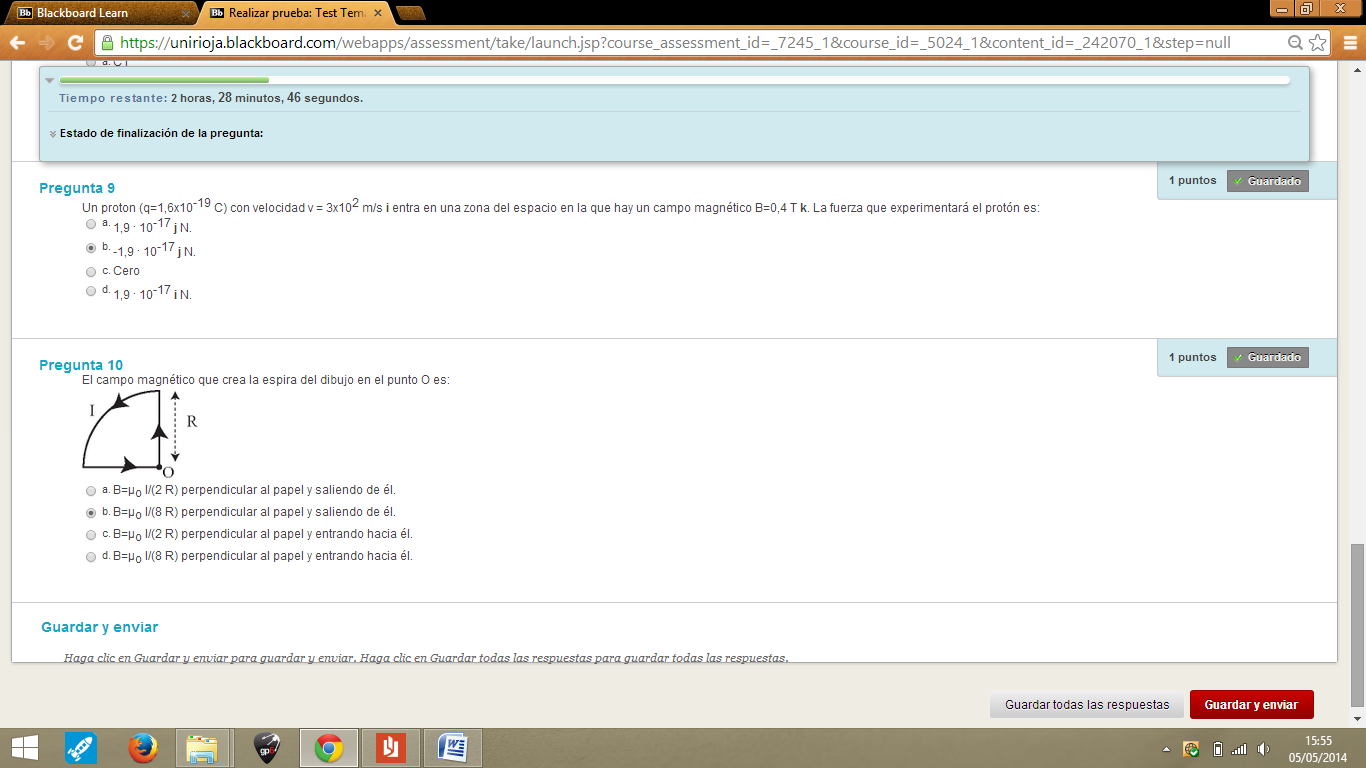 Blackboard Learn
Realizar prueba: Test Tem
https://unirioja.blackboard.com/webapps/assessment/take/launch.jsp?course_assessment_id=_7245_1&course_id=_5024_1&content_id=_242070_1&step=null
Tiempo restante: 2 horas, 28 minutos, 46 segundos.
Estado de finalización de la pregunta:
1 puntos Guardado
Pregunta 9
Un proton (q=1,6x10-19 C) con velocidad v = 3x102 m/s i entra en una zona del espacio en la que hay un campo magnético B=0,4 T k. La fuerza que experimentará el protón es:
a. 1,9 · 10-17 j N.
b. -1,9 · 10-17 j N.
c. Cero
d. 1,9 · 10-17 i N.
1 puntos Guardado
Pregunta 10
El campo magnético que crea la espira del dibujo en el punto O es:
I
R
O
a. B=μ0 I/(2 R) perpendicular al papel y saliendo de él.
b. B=μ0 I/(8 R) perpendicular al papel y saliendo de él.
c. B=μ0 I/(2 R) perpendicular al papel y entrando hacia él.
d. B=μ0 I/(8 R) perpendicular al papel y entrando hacia él.
Guardar y enviar
Haga clic en Guardar y enviar para guardar y enviar. Haga clic en Guardar todas las respuestas para guardar todas las respuestas.
Guardar todas las respuestas Guardar y enviar
15:55
05/05/2014